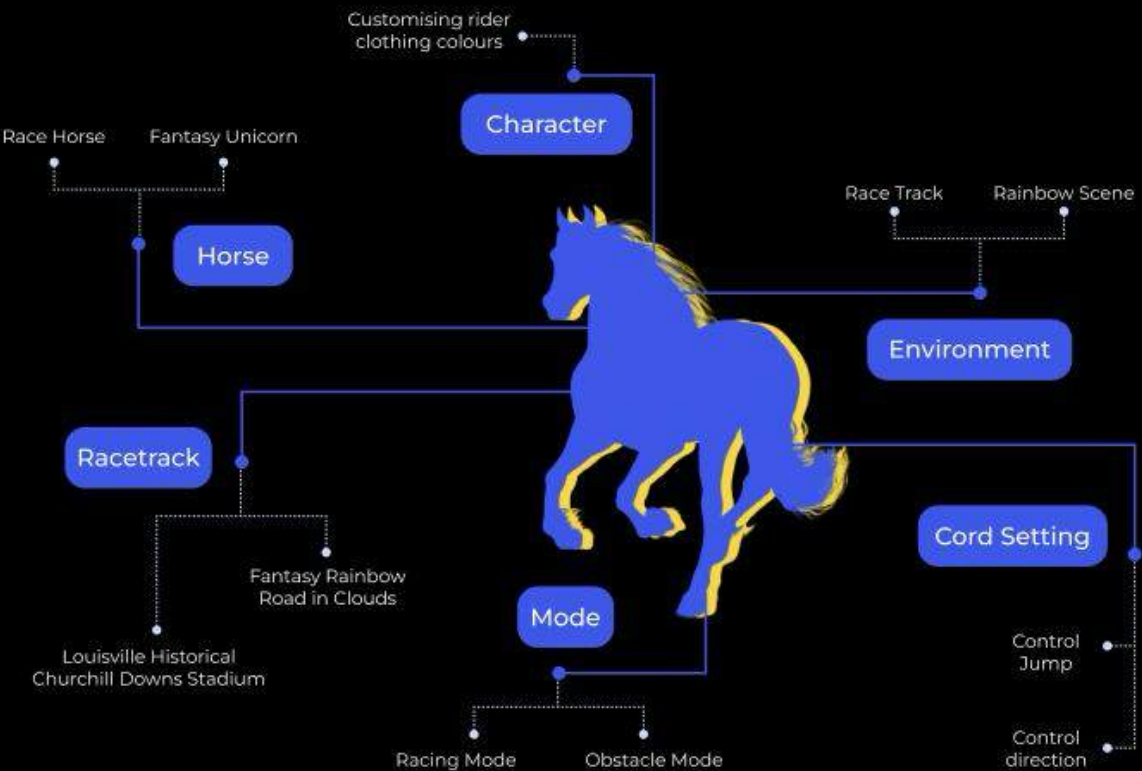 Customising rider
clothing colours
Character
Race Horse
Fantasy Unicorn
Horse
Race Track
Rainbow Scene
Environment
Racetrack
Fantasy Rainbow
Road in Clouds
Louisville Historical
Churchill Downs Stadium
Mode
Racing Mode
Obstacle Mode
Cord Setting
Control
Jump
Control
direction